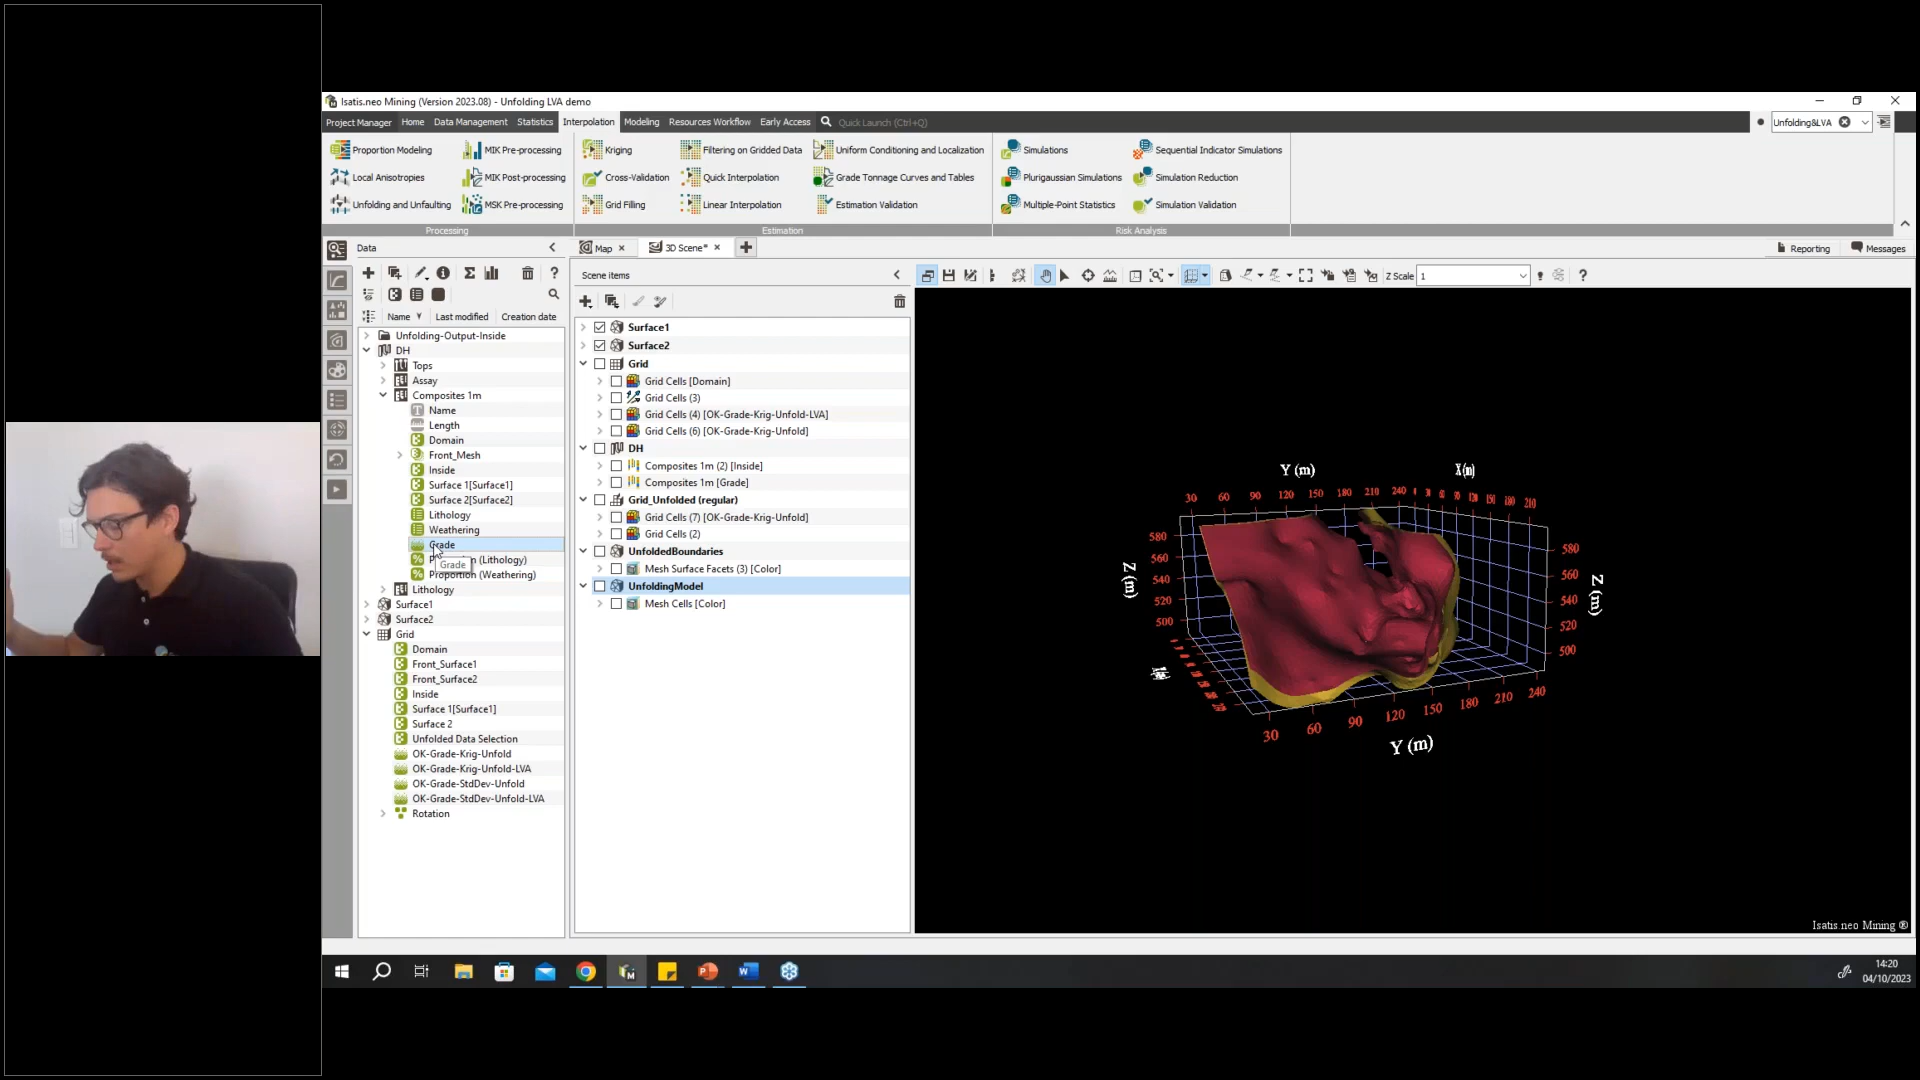 Isatis.neo Mining (Version 2023.08) - Unfolding LVA demo
Project Manager Home Data Management Statistics Interpolation Modeling Resources Workflow Early Access Quick Launch (Ctrl+Q) Unfolding&LVA
Proportion Modeling MIK Pre-processing Kriging Filtering on Gridded Data Uniform Conditioning and Localization Simulations Sequential Indicator Simulations
Local Anisotropies MIK Post-processing Cross-Validation Quick Interpolation Grade Tonnage Curves and Tables Plurigaussian Simulations Simulation Reduction
Unfolding and Unfaulting MSK Pre-processing Grid Filling Linear Interpolation Estimation Validation Multiple-Point Statistics Simulation Validation
Processing Estimation Risk Analysis
Data Map 3D Scene* Reporting Messages
Scene items Z Scale 1
Name Last modified Creation date
Unfolding-Output-Inside
DH
Tops
Assay
Composites 1m
Name
Length
Domain
Front_Mesh
Inside
Surface 1[Surface1]
Surface 2[Surface2]
Lithology
Weathering
Grade
(Lithology)
Grade
Proportion (Weathering)
Lithology
Surface1
Surface2
Grid
Domain
Front_Surface1
Front_Surface2
Inside
Surface 1[Surface1]
Surface 2
Unfolded Data Selection
OK-Grade-Krig-Unfold
OK-Grade-Krig-Unfold-LVA
OK-Grade-StdDev-Unfold
OK-Grade-StdDev-Unfold-LVA
Rotation
Surface1
Surface2
Grid
Grid Cells [Domain]
Grid Cells (3)
Grid Cells (4) [OK-Grade-Krig-Unfold-LVA]
Grid Cells (6) [OK-Grade-Krig-Unfold]
DH
Composites 1m (2) [Inside]
Composites 1m [Grade]
Grid_Unfolded (regular)
Grid Cells (7) [OK-Grade-Krig-Unfold]
Grid Cells (2)
UnfoldedBoundaries
Mesh Surface Facets (3) [Color]
UnfoldingModel
Mesh Cells [Color]
Y (m) X (m)
30 60 90 120 150 180 210 240 0 30 60 90 120 150 180 210
580
560
540
520
500
Z (m)
580
560
540
520
500
Z (m)
30 60 90 120 150 180 210 240
Y (m)
Isatis.neo Mining ®
14:20
04/10/2023